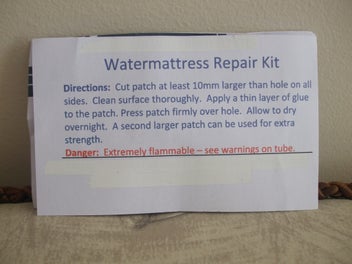 Watermattress Repair Kit
Directions: Cut patch at least 10mm larger than hole on all
sides. Clean surface thoroughly. Apply a thin layer of glue
to the patch. Press patch firmly over hole. Allow to dry
overnight. A second larger patch can be used for extra
strength.
Danger: Extremely flammable – see warnings on tube.